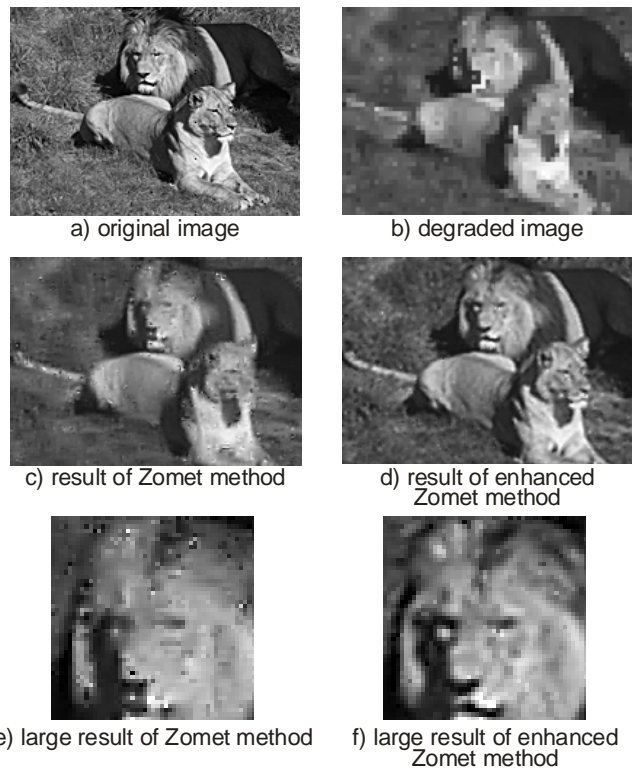 a) original image
b) degraded image
c) result of Zomet method
d) result of enhanced
Zomet method
e) large result of Zomet method
f) large result of enhanced
Zomet method